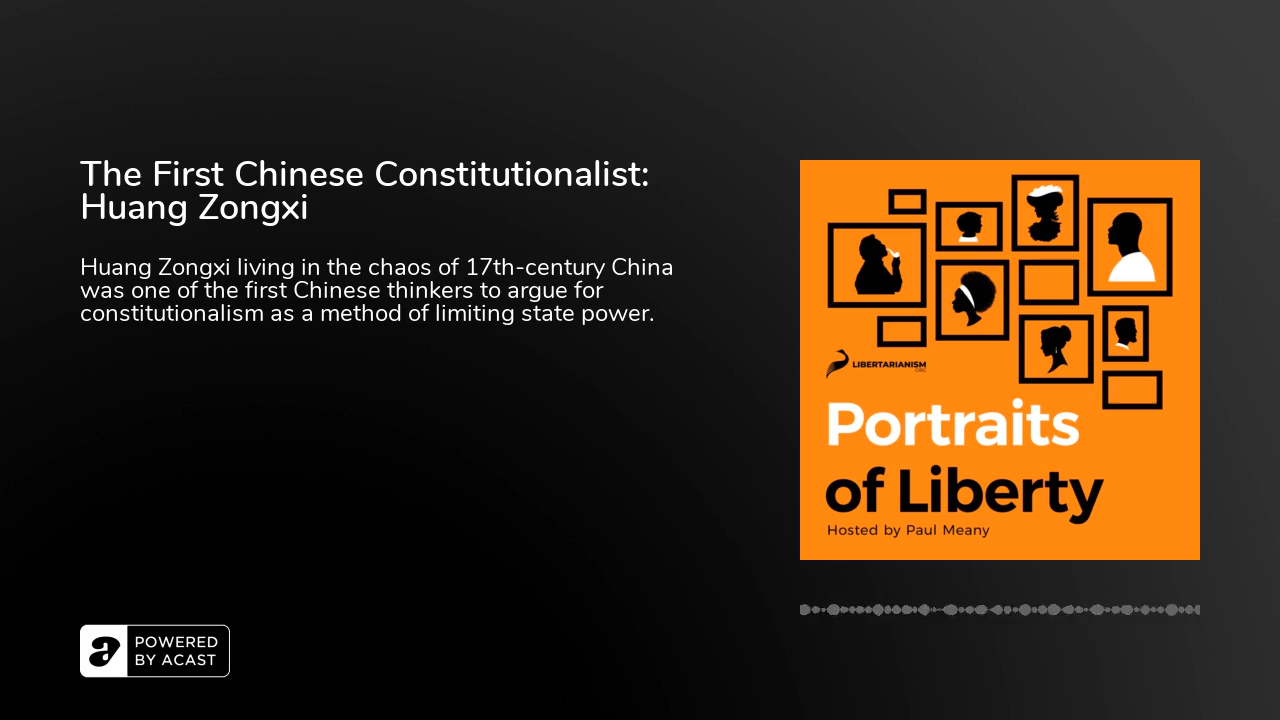 The First Chinese Constitutionalist:
Huang Zongxi
Huang Zongxi living in the chaos of 17th-century China
was one of the first Chinese thinkers to argue for
constitutionalism as a method of limiting state power.
LIBERTARIANISM
ORG
Portraits
of Liberty
Hosted by Paul Meany
POWERED
BY ACAST